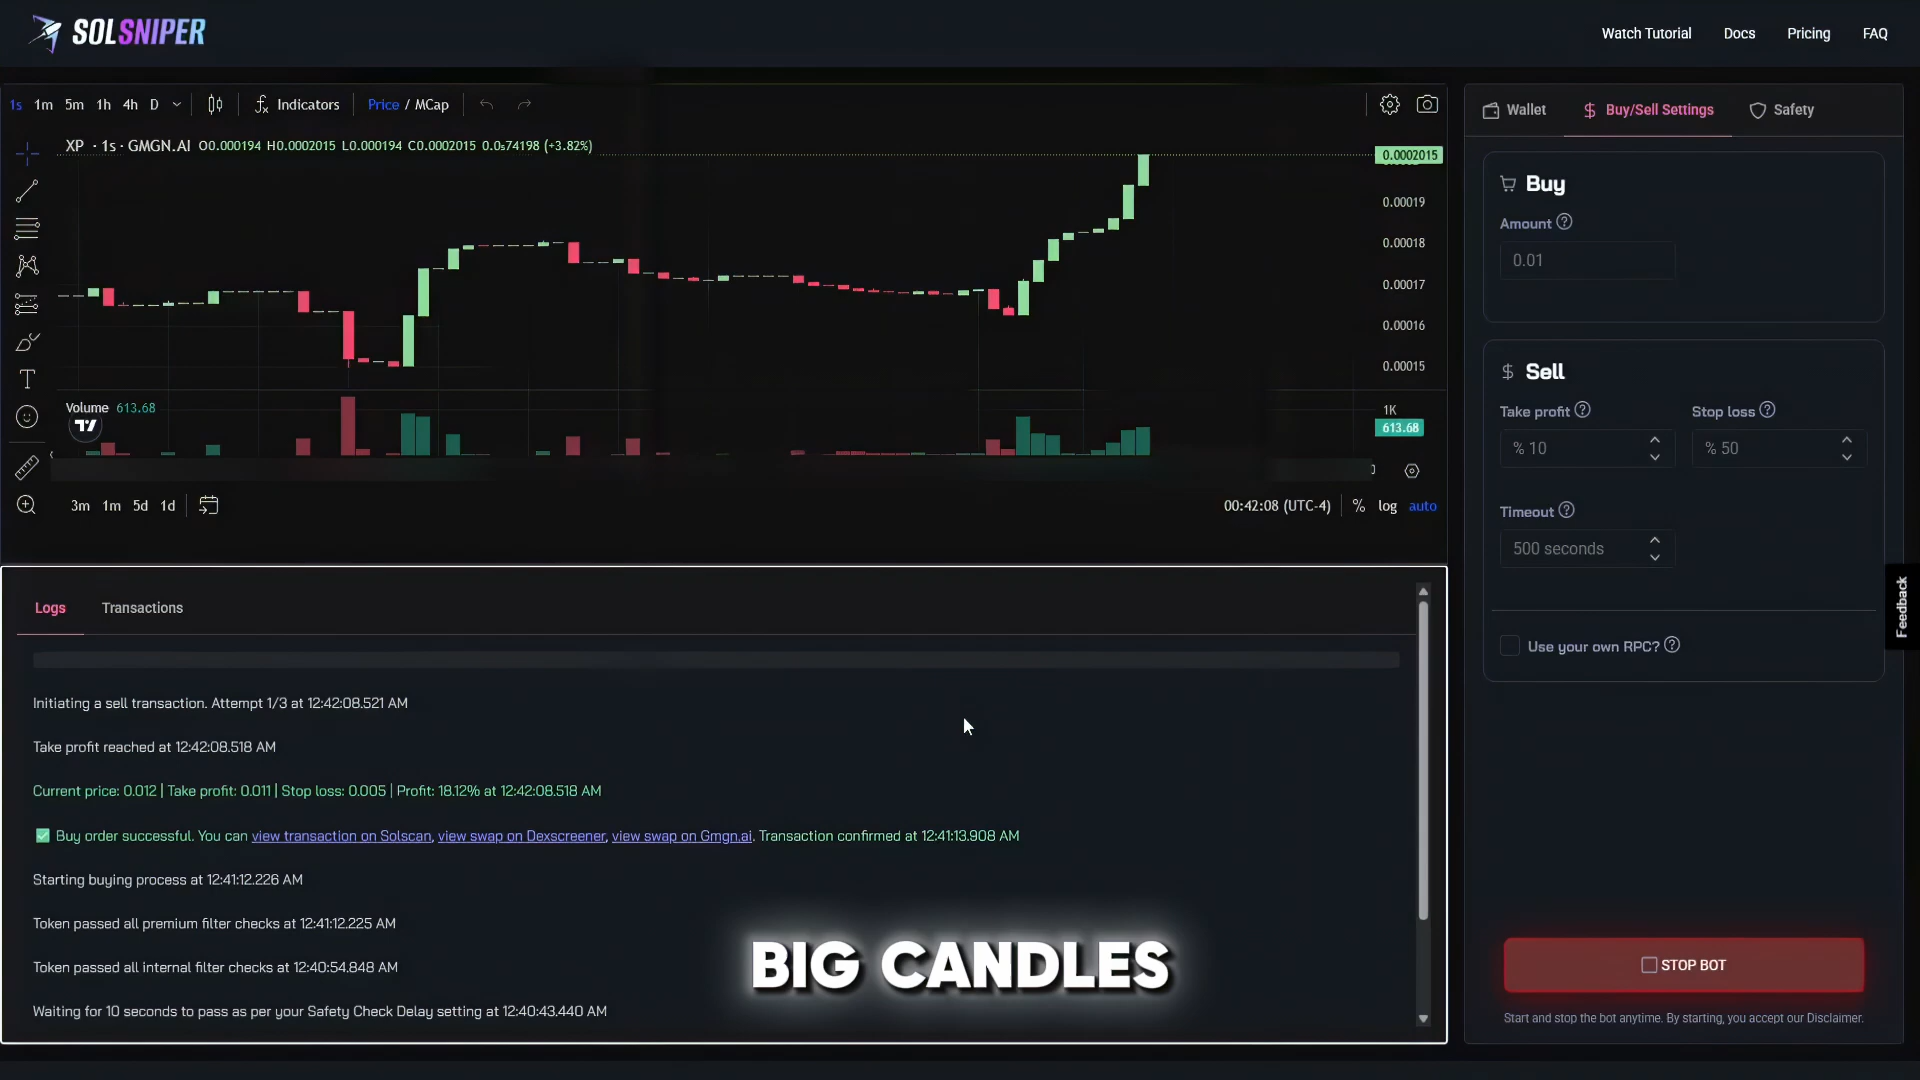 SOLSNIPER
Watch Tutorial Docs Pricing FAQ
1s 1m 5m 1h 4h D Indicators Price / MCap
XP · 1s · GMGN.AI O0.000194 H0.0002015 L0.000194 C0.0002015 0.0₅74198 (+3.82%)
0.0002015
0.00019
0.00018
0.00017
0.00016
0.00015
Volume 613.68
1K
613.68
3m 1m 5d 1d
00:42:08 (UTC-4) % log auto
Logs Transactions
Initiating a sell transaction. Attempt 1/3 at 12:42:08.521 AM
Take profit reached at 12:42:08.518 AM
Current price: 0.012 | Take profit: 0.011 | Stop loss: 0.005 | Profit: 18.12% at 12:42:08.518 AM
Buy order successful. You can view transaction on Solscan, view swap on Dexscreener, view swap on Gmgn.ai. Transaction confirmed at 12:41:13.908 AM
Starting buying process at 12:41:12.226 AM
Token passed all premium filter checks at 12:41:12.225 AM
Token passed all internal filter checks at 12:40:54.848 AM
Waiting for 10 seconds to pass as per your Safety Check Delay setting at 12:40:43.440 AM
BIG CANDLES
Wallet Buy/Sell Settings Safety
Buy
Amount
0.01
Sell
Take profit Stop loss
% 10 % 50
Timeout
500 seconds
Use your own RPC?
Feedback
STOP BOT
Start and stop the bot anytime. By starting, you accept our Disclaimer.